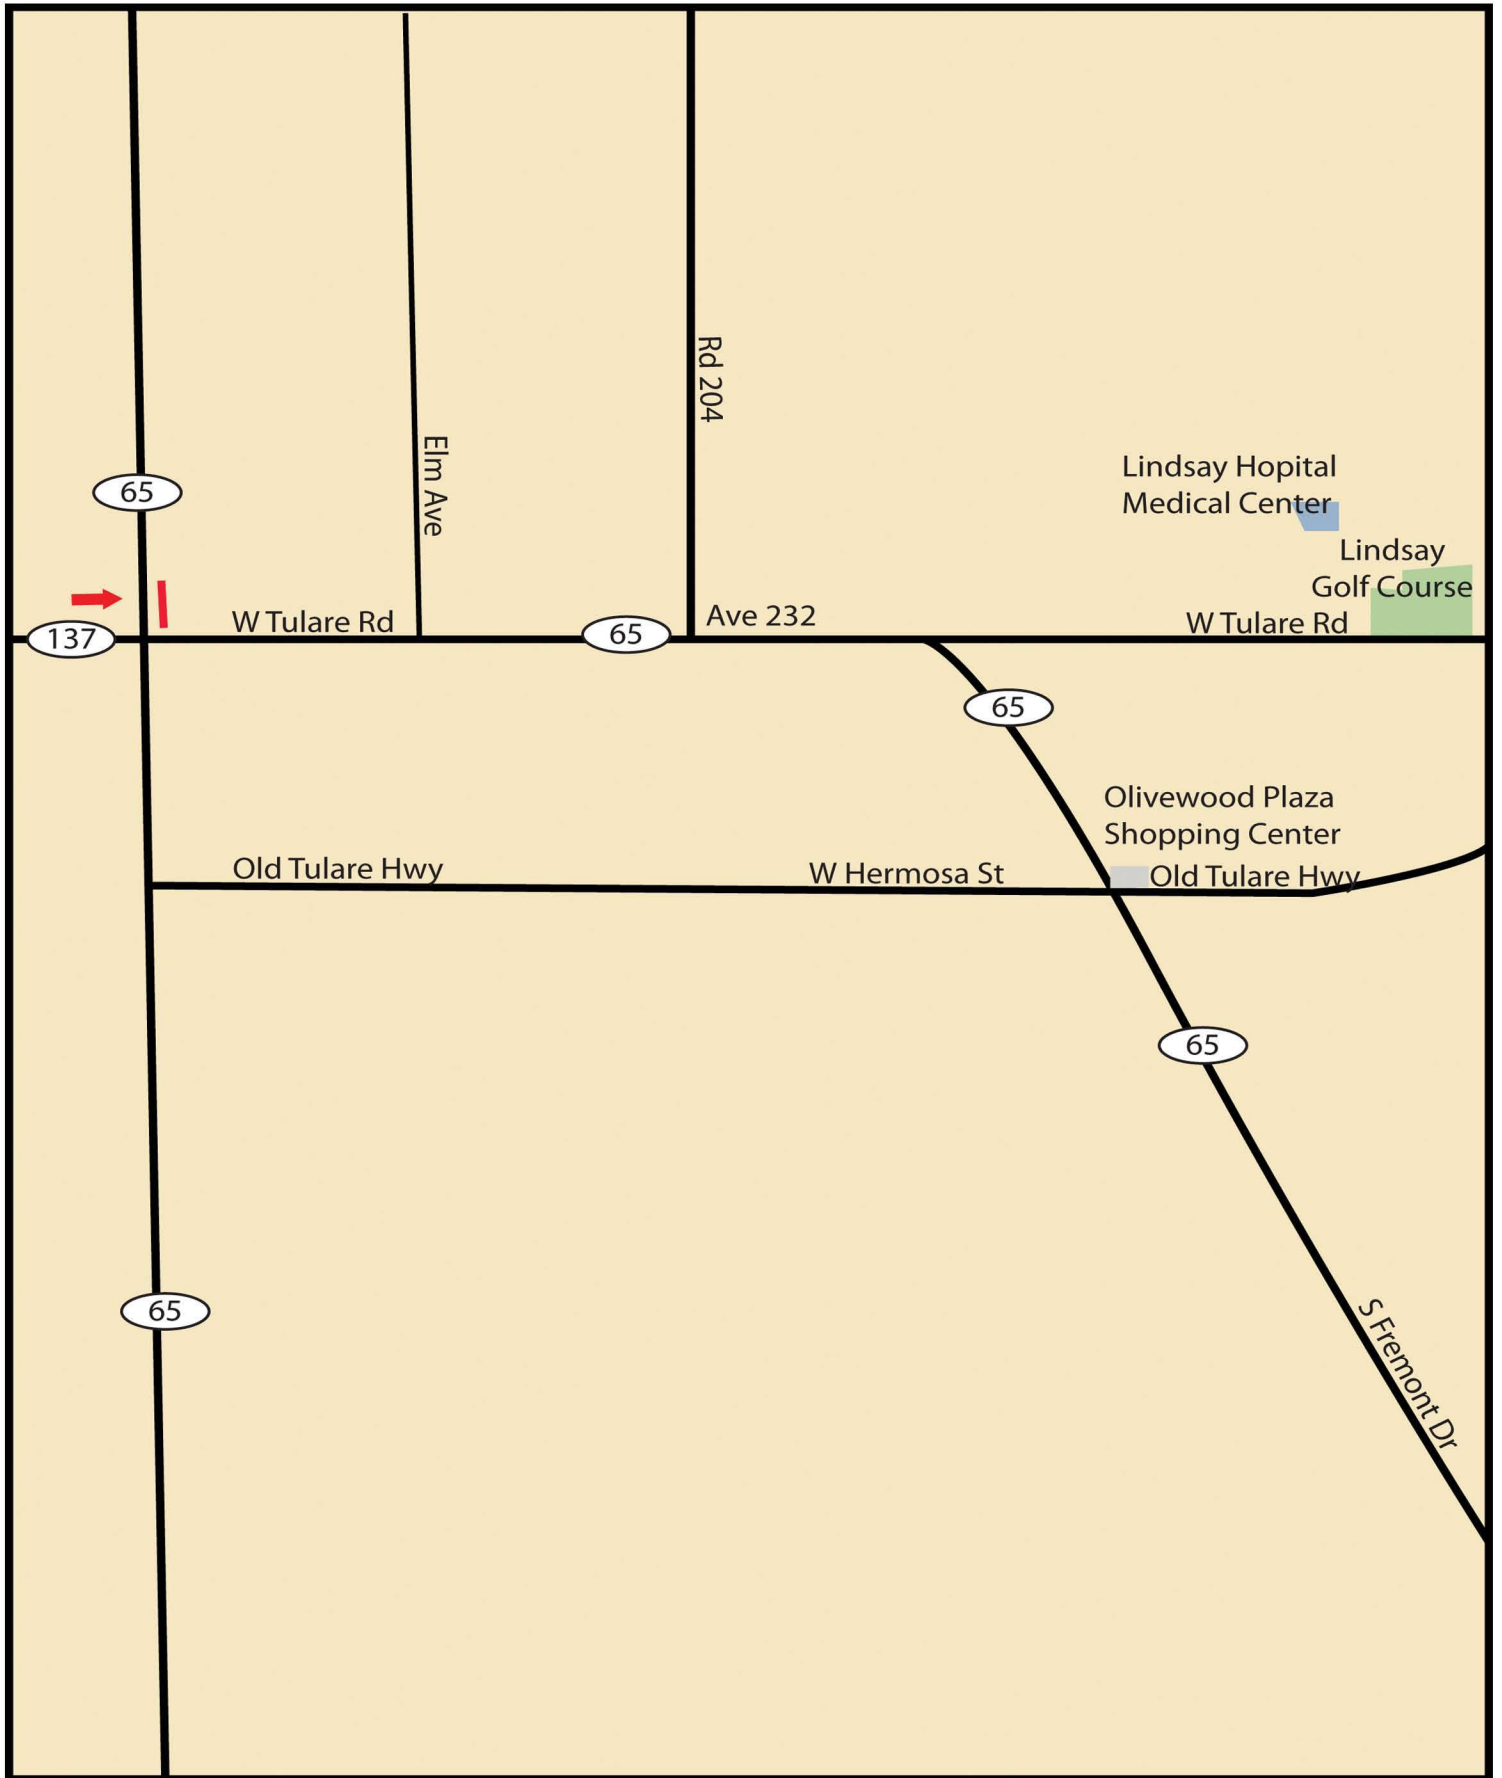 Rd 204
Elm Ave
Lindsay Hopital
Medical Center
65
Lindsay
Golf Course
W Tulare Rd
Ave 232
W Tulare Rd
137
65
65
Olivewood Plaza
Shopping Center
Old Tulare Hwy
W Hermosa St
Old Tulare Hwy
65
65
S Fremont Dr